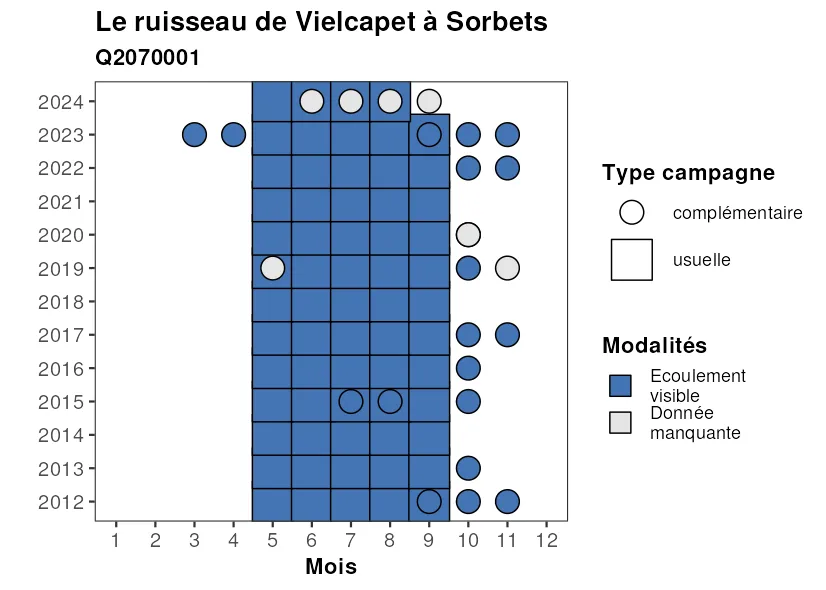 Le ruisseau de Vielcapet à Sorbets
Q2070001
2024
2023
2022
2021
2020
2019
2018
2017
2016
2015
2014
2013
2012
1 2 3 4 5 6 7 8 9 10 11 12
Mois
Type campagne
complémentaire
usuelle
Modalités
Ecoulement
visible
Donnée
manquante